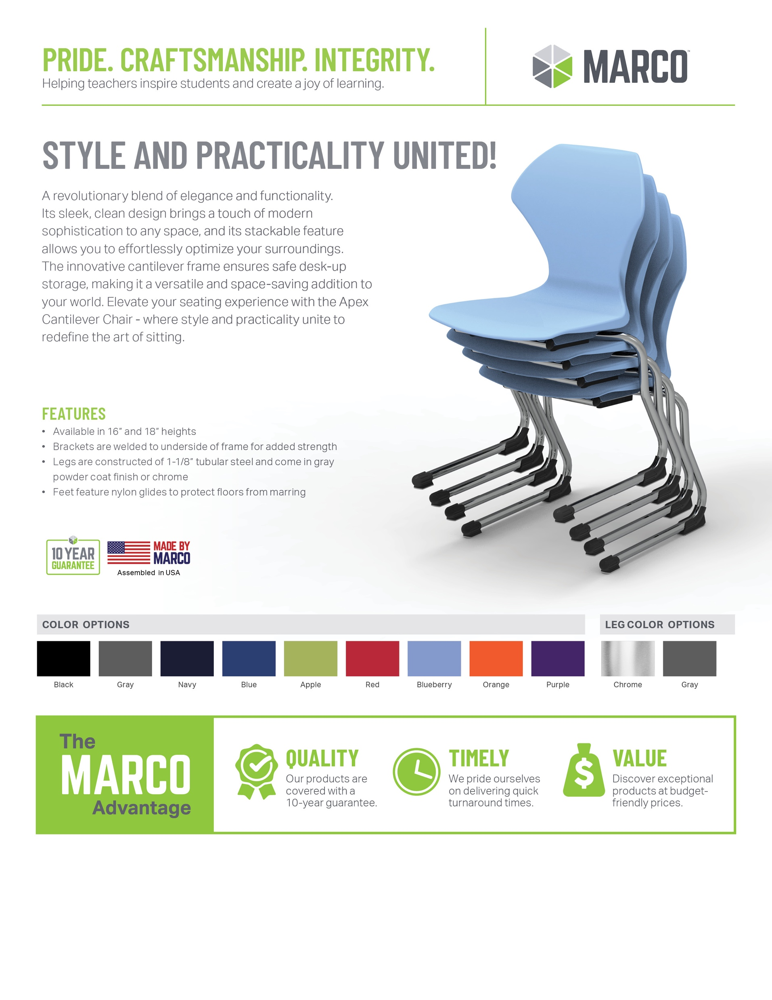 PRIDE. CRAFTSMANSHIP. INTEGRITY.
Helping teachers inspire students and create a joy of learning.
MARCO™
STYLE AND PRACTICALITY UNITED!
A revolutionary blend of elegance and functionality.
Its sleek, clean design brings a touch of modern
sophistication to any space, and its stackable feature
allows you to effortlessly optimize your surroundings.
The innovative cantilever frame ensures safe desk-up
storage, making it a versatile and space-saving addition to
your world. Elevate your seating experience with the Apex
Cantilever Chair - where style and practicality unite to
redefine the art of sitting.
FEATURES
• Available in 16” and 18” heights
• Brackets are welded to underside of frame for added strength
• Legs are constructed of 1-1/8” tubular steel and come in gray
powder coat finish or chrome
• Feet feature nylon glides to protect floors from marring
10 YEAR
GUARANTEE
MADE BY
MARCO
Assembled in USA
COLOR OPTIONS
Black Gray Navy Blue Apple Red Blueberry Orange Purple
LEG COLOR OPTIONS
Chrome Gray
The
MARCO
Advantage
QUALITY
Our products are
covered with a
10-year guarantee.
TIMELY
We pride ourselves
on delivering quick
turnaround times.
$
VALUE
Discover exceptional
products at budget-
friendly prices.